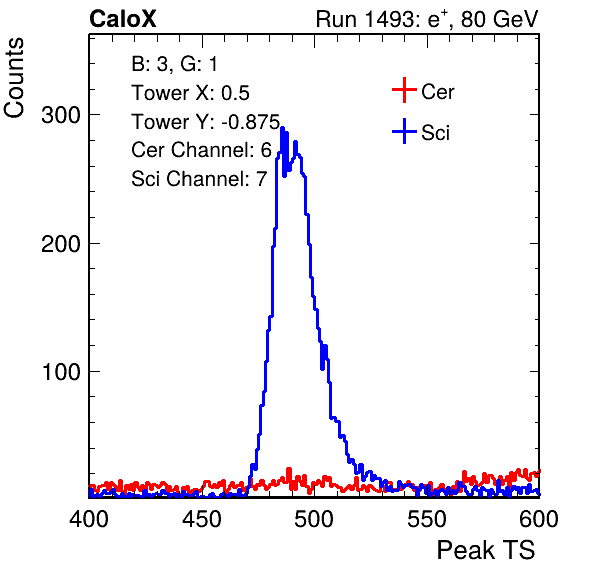 CaloX Run 1493: e⁺, 80 GeV
Counts
B: 3, G: 1
Tower X: 0.5
Tower Y: -0.875
Cer Channel: 6
Sci Channel: 7
Cer
Sci
300
200
100
400 450 500 550 600
Peak TS